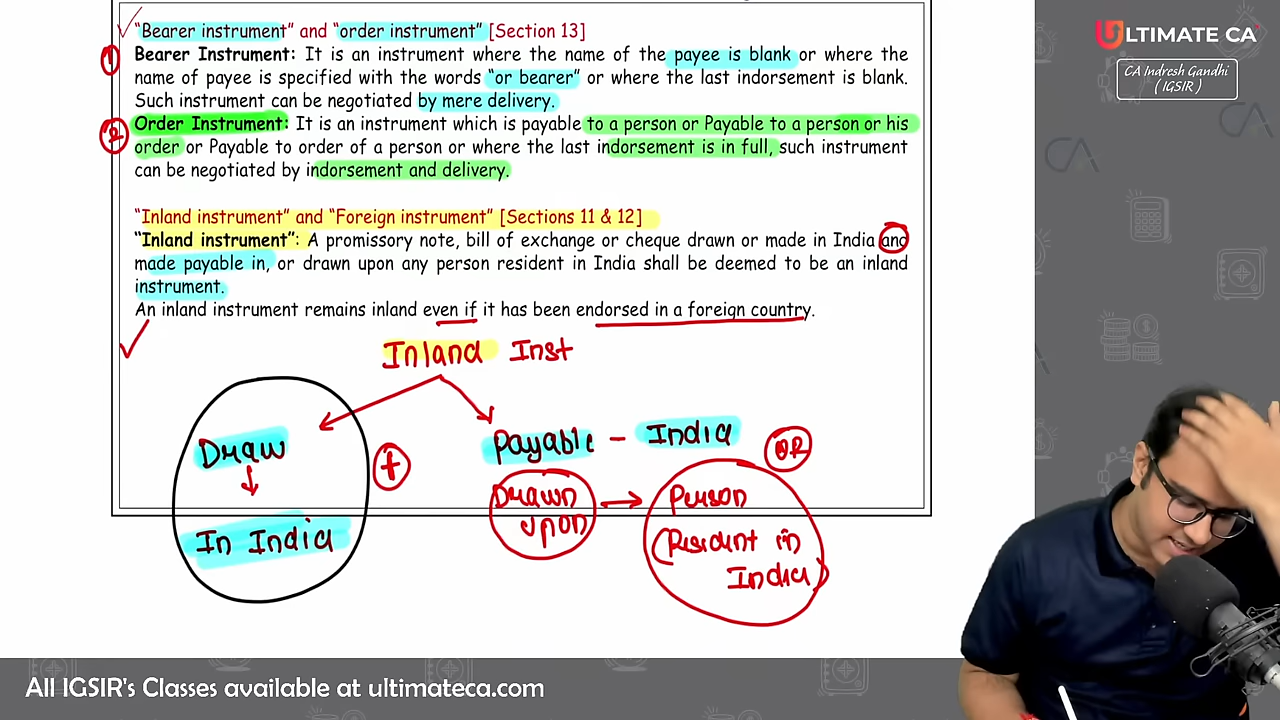 "Bearer instrument" and "order instrument" [Section 13]
① Bearer Instrument: It is an instrument where the name of the payee is blank or where the
name of payee is specified with the words "or bearer" or where the last indorsement is blank.
Such instrument can be negotiated by mere delivery.
② Order Instrument: It is an instrument which is payable to a person or Payable to a person or his
order or Payable to order of a person or where the last indorsement is in full, such instrument
can be negotiated by indorsement and delivery.
"Inland instrument" and "Foreign instrument" [Sections 11 & 12]
"Inland instrument": A promissory note, bill of exchange or cheque drawn or made in India and
made payable in, or drawn upon any person resident in India shall be deemed to be an inland
instrument.
An inland instrument remains inland even if it has been endorsed in a foreign country.
Inland Inst
Draw
In India
+
Payable - India
OR
Drawn
upon
Person
(Resident in
India)
ULTIMATE CA
CA Indresh Gandhi
( IGSIR )
All IGSIR's Classes available at ultimateca.com